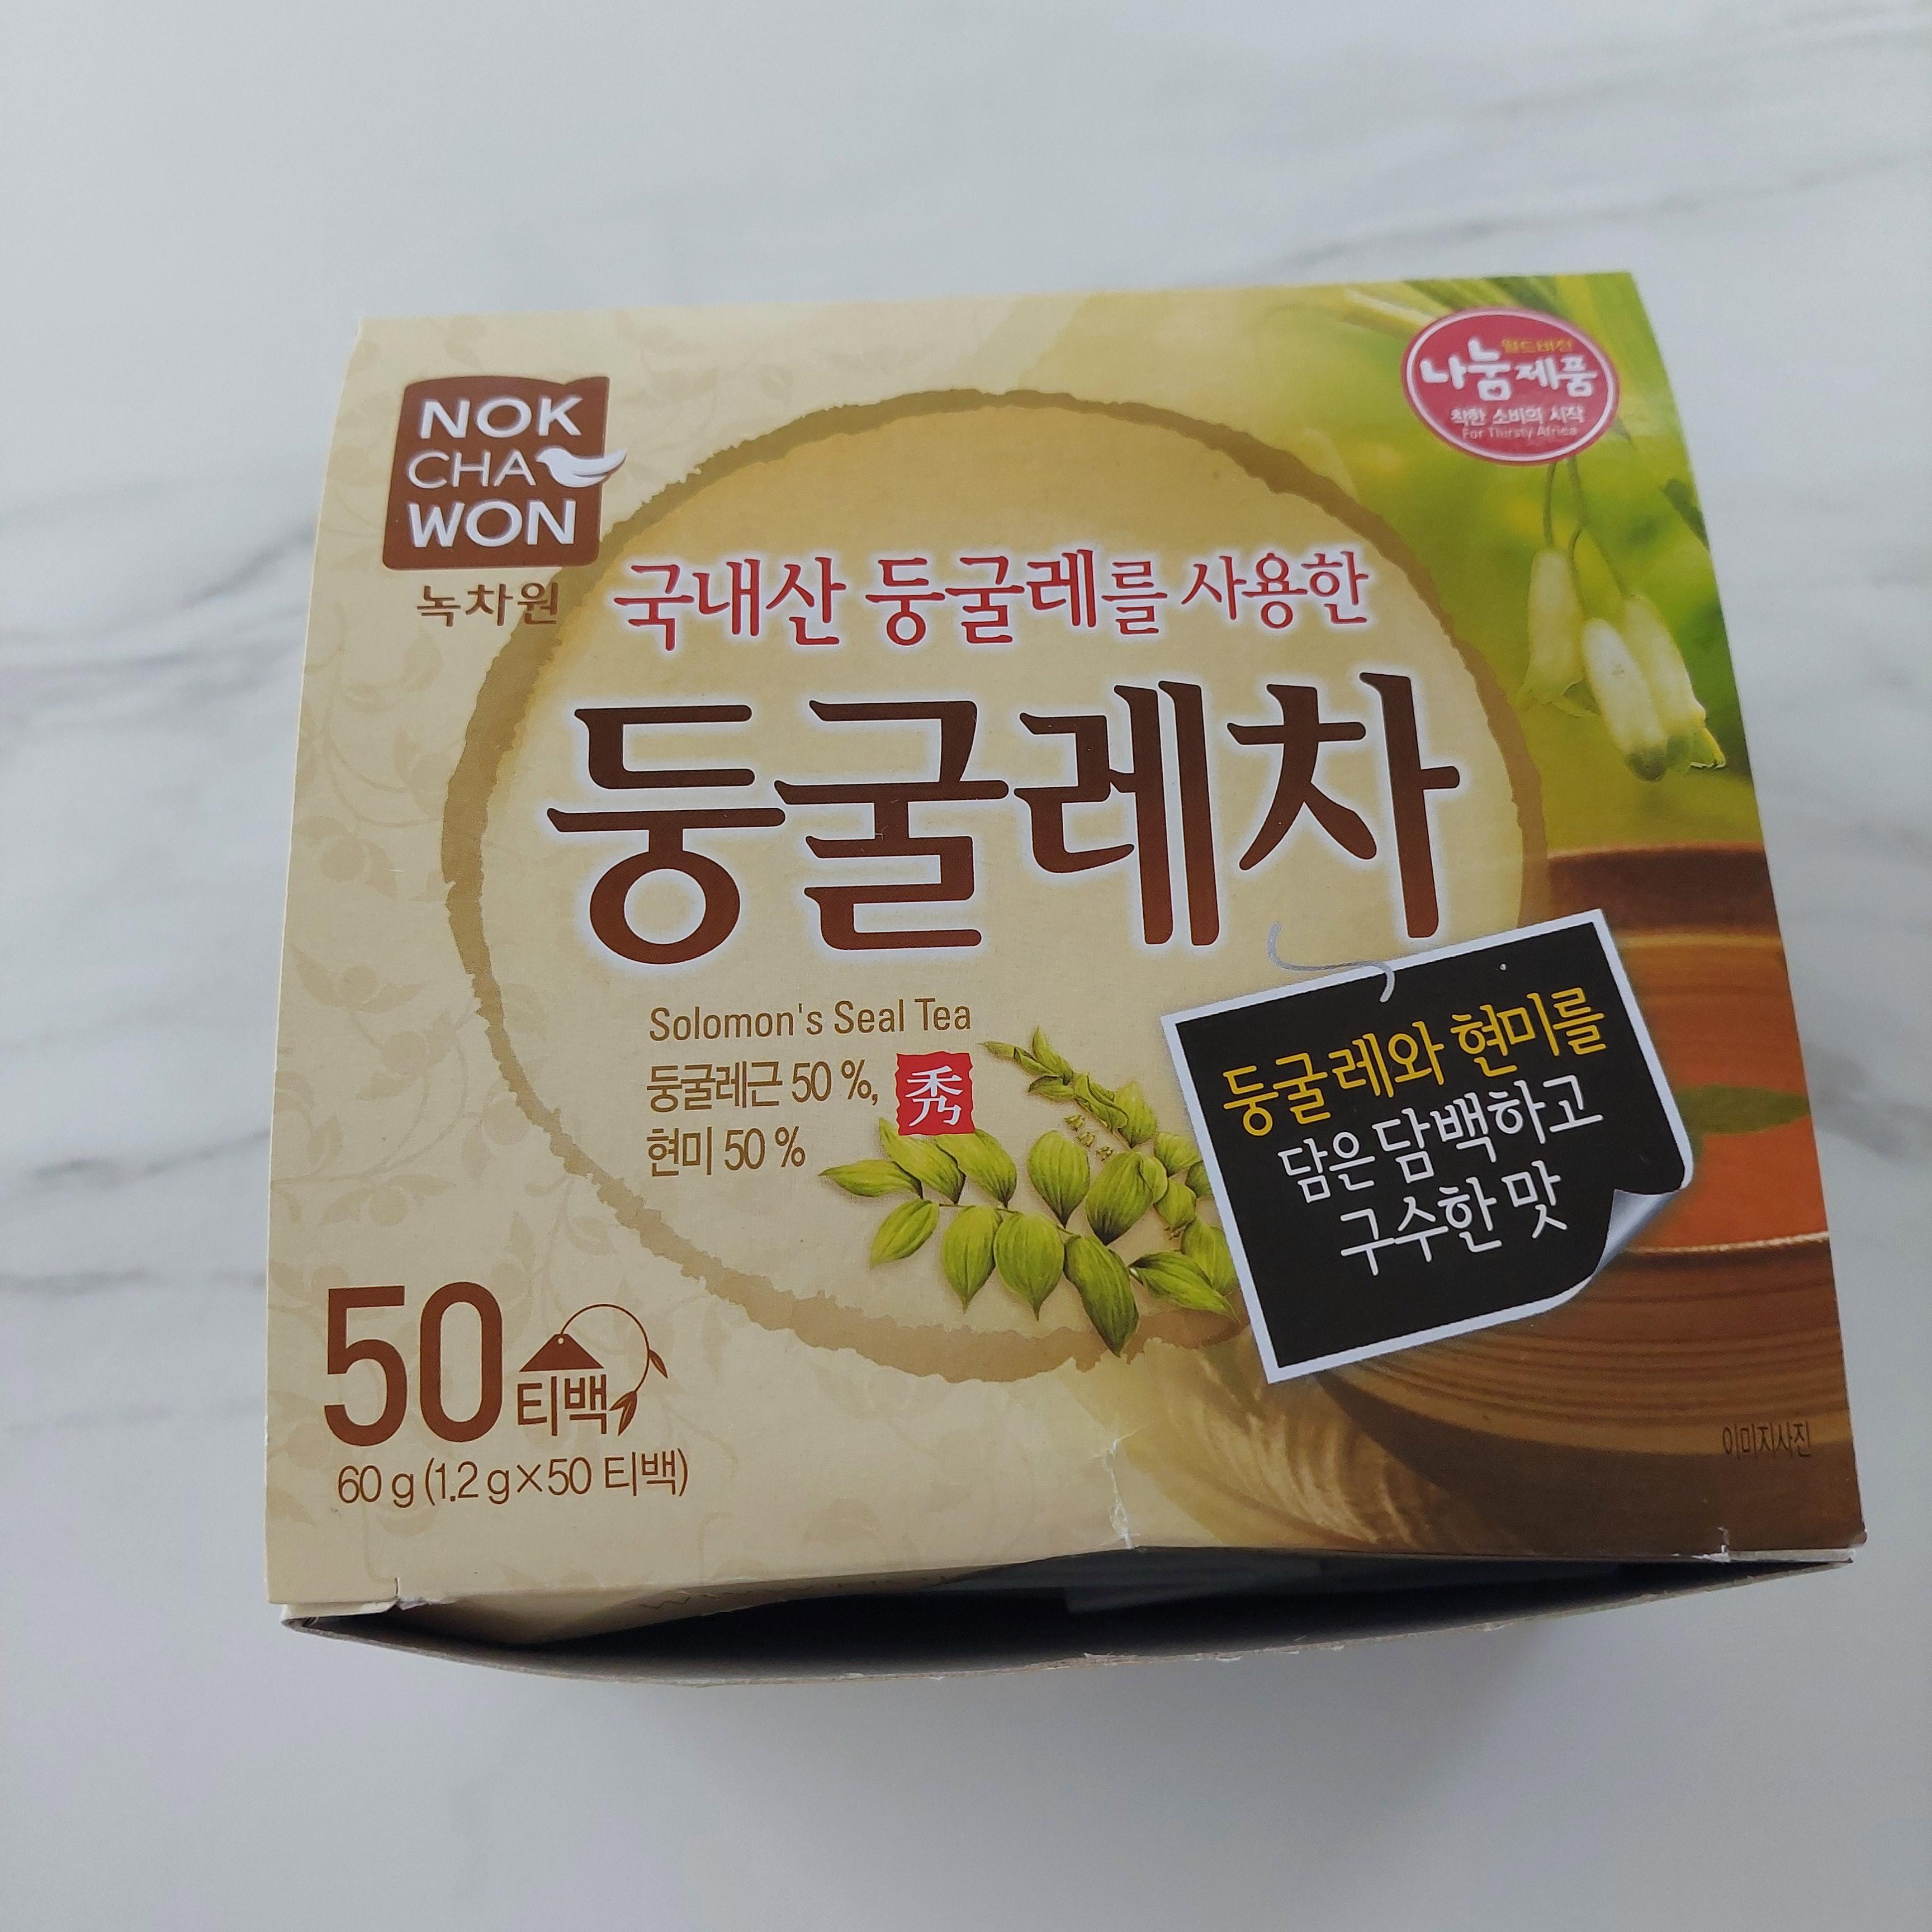 NOK
CHA
WON
녹차원
월드비전
나눔제품
착한 소비의 시작
For Thirsty Africa
국내산 둥굴레를 사용한
둥굴레차
Solomon's Seal Tea
둥굴레근 50 %,
현미 50 %
秀
둥굴레와 현미를
담은 담백하고
구수한 맛
50 티백
60 g (1.2 g×50 티백)
이미지사진